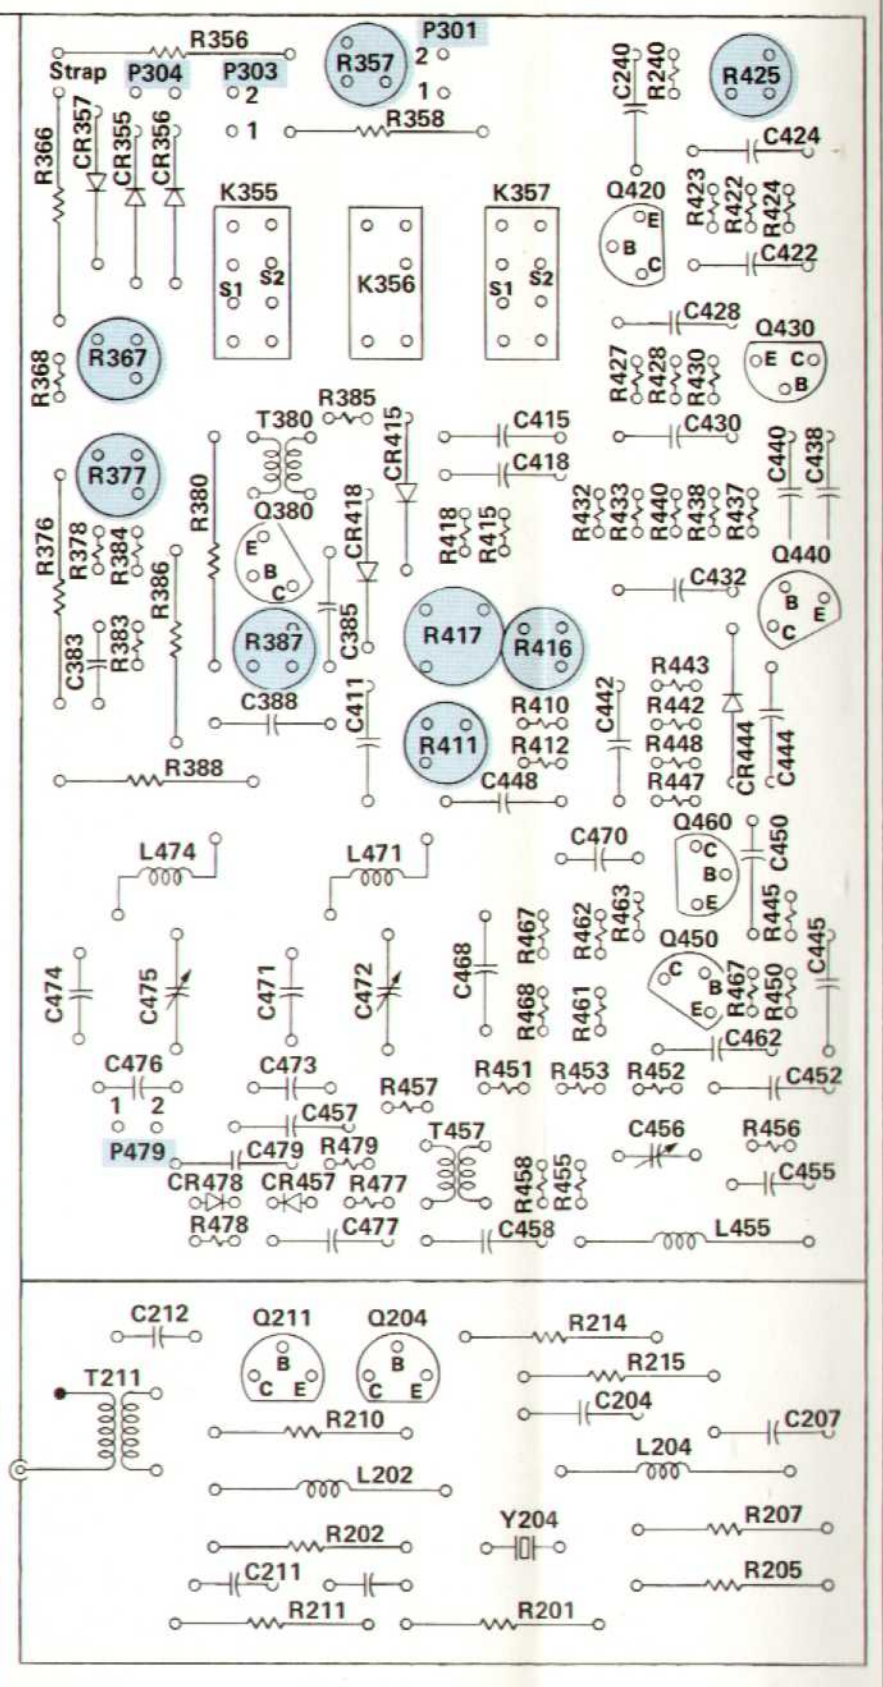 R356
P301
R357
2
1
C240
R240
R425
Strap
P304
P303
2
1
R358
C424
R366
CR357
CR355
CR356
K355
S1
S2
K356
K357
S1
S2
Q420
E
B
C
R423
R422
R424
C422
C428
Q430
E
C
B
R367
R368
R427
R428
R430
R385
T380
CR415
C415
C430
C418
C440
C438
R377
R380
Q380
E
B
C
CR418
R418
R415
R432
R433
R440
R438
R437
R376
R378
R384
R386
C432
Q440
B
E
C
C383
R383
R387
C385
R417
R416
R443
C388
C411
R410
C442
R442
R411
R412
R448
CR444
C444
R388
C448
R447
L474
L471
C470
Q460
C
B
E
C450
R467
R462
R463
R445
Q450
C
B
E
C445
C474
C475
C471
C472
C468
R468
R461
R467
R450
C462
C476
C473
R457
R451
R453
R452
C452
1
2
C457
T457
C456
R456
P479
C479
R479
R458
R455
C455
CR478
CR457
R477
R478
C477
C458
L455
C212
Q211
B
C
E
Q204
B
C
E
R214
R215
T211
C204
R210
C207
L204
L202
R207
R202
Y204
C211
R205
R211
R201